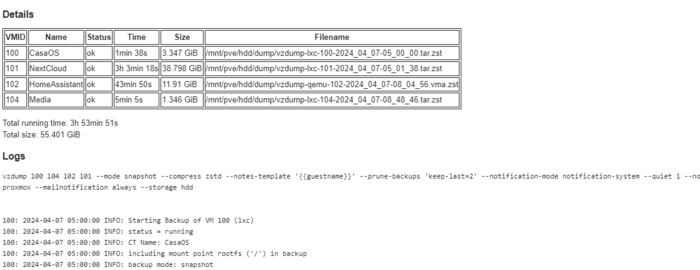 Details
VMID Name Status Time Size Filename
100 CasaOS ok 1min 38s 3.347 GiB /mnt/pve/hdd/dump/vzdump-lxc-100-2024_04_07-05_00_00.tar.zst
101 NextCloud ok 3h 3min 18s 38.798 GiB /mnt/pve/hdd/dump/vzdump-lxc-101-2024_04_07-05_01_38.tar.zst
102 HomeAssistant ok 43min 50s 11.91 GiB /mnt/pve/hdd/dump/vzdump-qemu-102-2024_04_07-08_04_56.vma.zst
104 Media ok 5min 5s 1.346 GiB /mnt/pve/hdd/dump/vzdump-lxc-104-2024_04_07-08_48_46.tar.zst
Total running time: 3h 53min 51s
Total size: 55.401 GiB
Logs
vzdump 100 104 102 101 --mode snapshot --compress zstd --notes-template '{{guestname}}' --prune-backups 'keep-last=2' --notification-mode notification-system --quiet 1 --no
proxmox --mailnotification always --storage hdd
100: 2024-04-07 05:00:00 INFO: Starting Backup of VM 100 (lxc)
100: 2024-04-07 05:00:00 INFO: status = running
100: 2024-04-07 05:00:00 INFO: CT Name: CasaOS
100: 2024-04-07 05:00:00 INFO: including mount point rootfs ('/') in backup
100: 2024-04-07 05:00:00 INFO: backup mode: snapshot